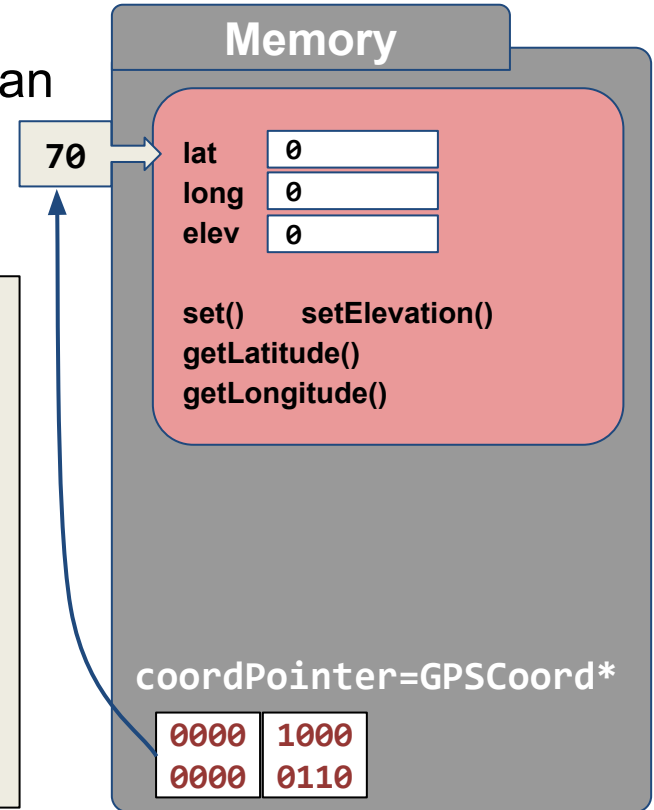 Memory
an
70
lat 0
long 0
elev 0
set() setElevation()
getLatitude()
getLongitude()
coordPointer=GPSCoord*
0000 1000
0000 0110